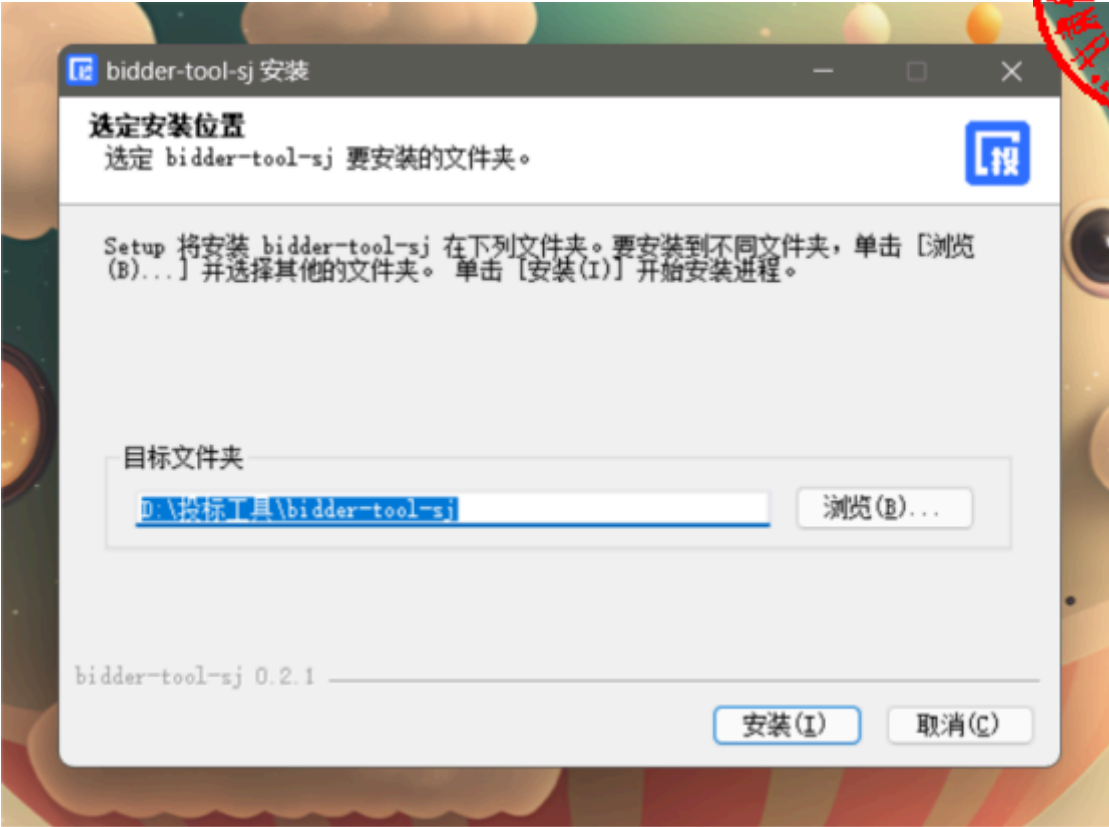 bidder-tool-sj 安装
选定安装位置
选定 bidder-tool-sj 要安装的文件夹。
投
Setup 将安装 bidder-tool-sj 在下列文件夹。要安装到不同文件夹，单击 [浏览
(B)...] 并选择其他的文件夹。 单击 [安装(I)] 开始安装进程。
目标文件夹
D:\投标工具\bidder-tool-sj
浏览(B)...
bidder-tool-sj 0.2.1
安装(I)
取消(C)